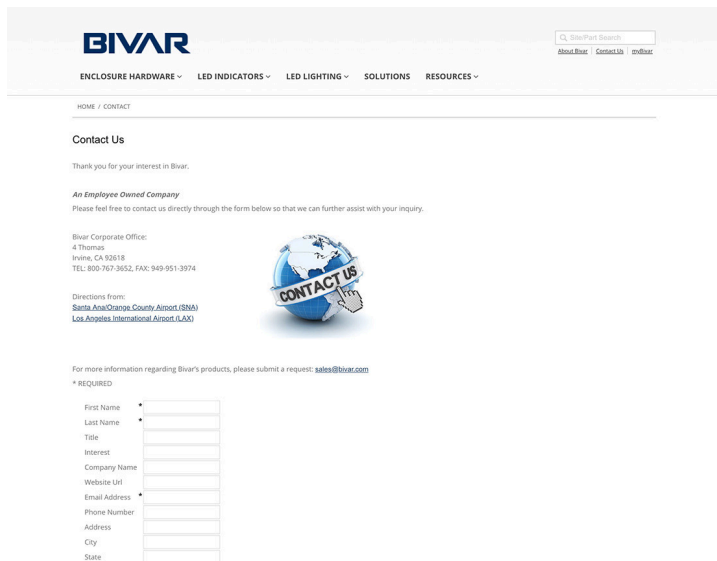 BIVAR
Site/Part Search
About Bivar | Contact Us | myBivar
ENCLOSURE HARDWARE LED INDICATORS LED LIGHTING SOLUTIONS RESOURCES
HOME / CONTACT
Contact Us
Thank you for your interest in Bivar.
An Employee Owned Company
Please feel free to contact us directly through the form below so that we can further assist with your inquiry.
Bivar Corporate Office:
4 Thomas
Irvine, CA 92618
TEL: 800-767-3652, FAX: 949-951-3974
CONTACT US
Directions from:
Santa Ana/Orange County Airport (SNA)
Los Angeles International Airport (LAX)
For more information regarding Bivar's products, please submit a request: sales@bivar.com
* REQUIRED
First Name *
Last Name *
Title
Interest
Company Name
Website Url
Email Address *
Phone Number
Address
City
State